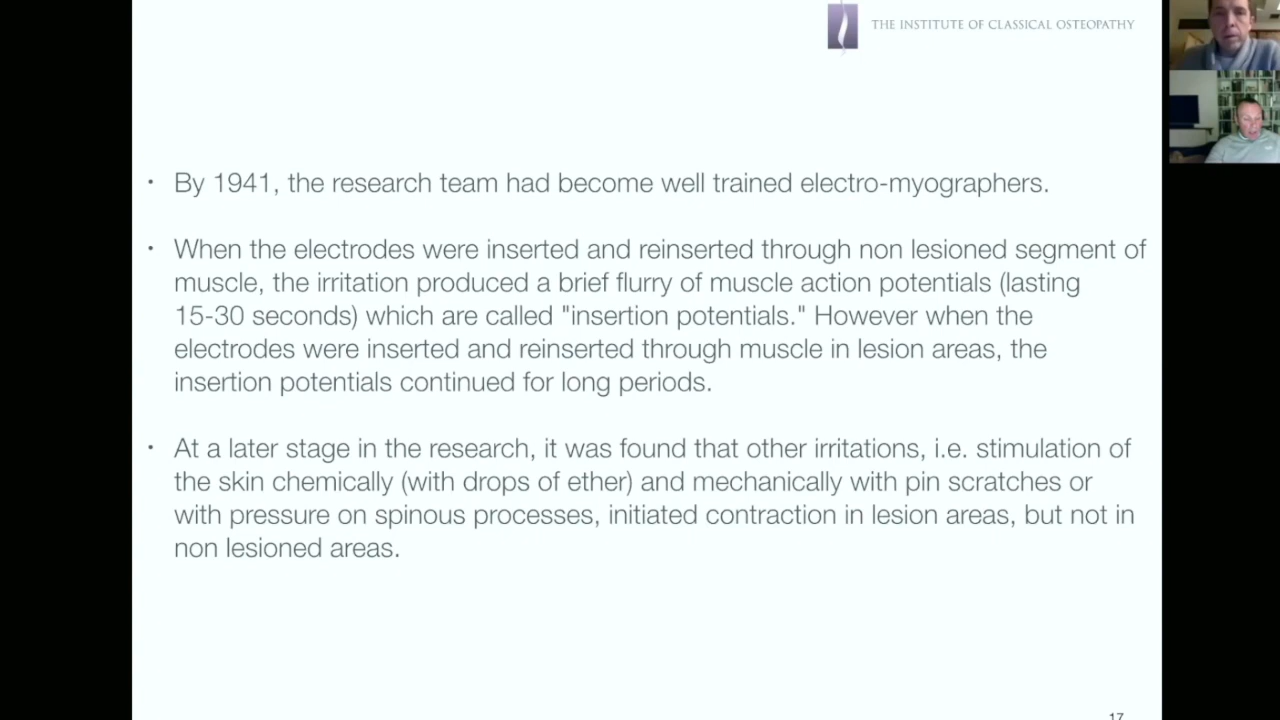 THE INSTITUTE OF CLASSICAL OSTEOPATHY
• By 1941, the research team had become well trained electro-myographers.
• When the electrodes were inserted and reinserted through non lesioned segment of
muscle, the irritation produced a brief flurry of muscle action potentials (lasting
15-30 seconds) which are called "insertion potentials." However when the
electrodes were inserted and reinserted through muscle in lesion areas, the
insertion potentials continued for long periods.
• At a later stage in the research, it was found that other irritations, i.e. stimulation of
the skin chemically (with drops of ether) and mechanically with pin scratches or
with pressure on spinous processes, initiated contraction in lesion areas, but not in
non lesioned areas.
17